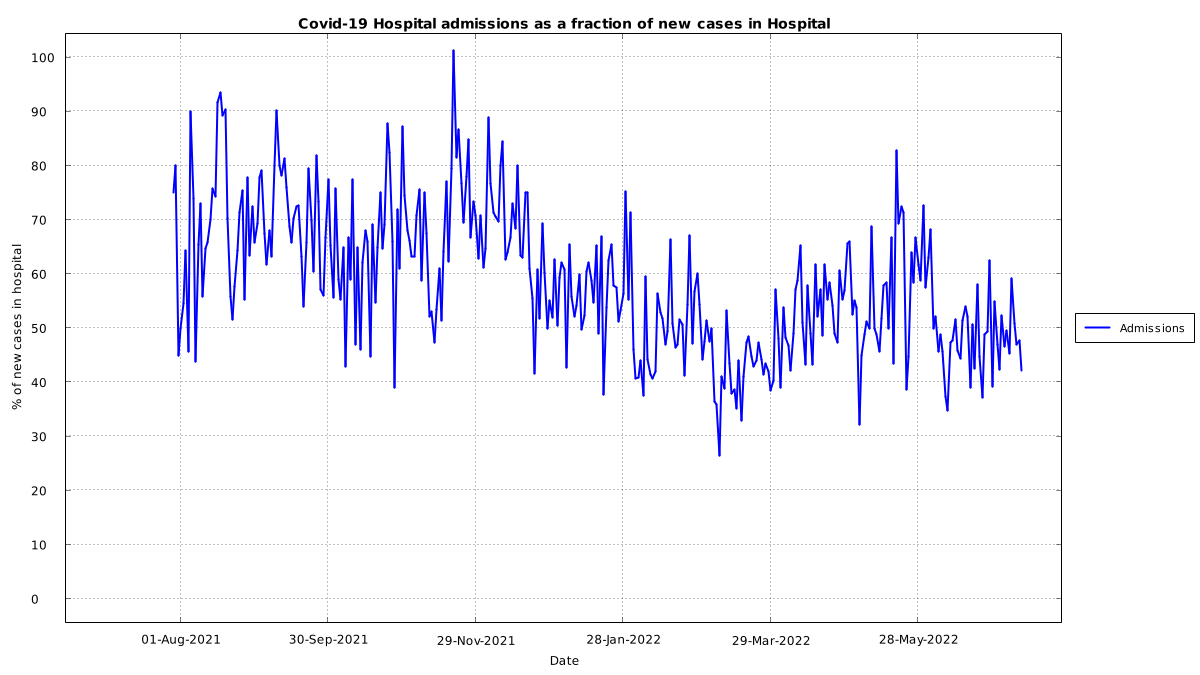 Covid-19 Hospital admissions as a fraction of new cases in Hospital
100
90
80
70
60
50
40
30
20
10
0
% of new cases in hospital
01-Aug-2021 30-Sep-2021 29-Nov-2021 28-Jan-2022 29-Mar-2022 28-May-2022
Date
Admissions